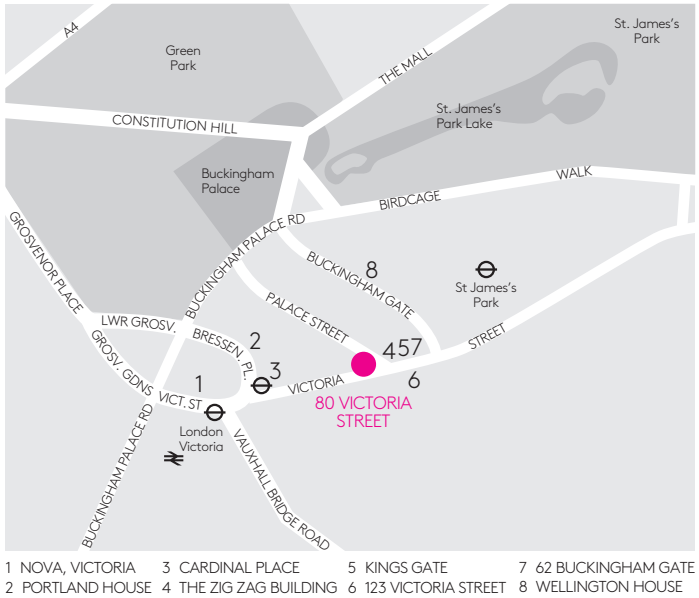 A4
Green
Park
THE MALL
St. James's
Park
CONSTITUTION HILL
St. James's
Park Lake
Buckingham
Palace
BIRDCAGE
WALK
GROSVENOR PLACE
BUCKINGHAM PALACE RD
BUCKINGHAM GATE
8
St James's
Park
PALACE STREET
LWR GROSV.
BRESSEN. PL.
2
GROSV. GDNS
457
STREET
1
3
VICTORIA
6
VICT. ST
80 VICTORIA
STREET
London
Victoria
BUCKINGHAM PALACE RD
VAUXHALL BRIDGE ROAD
1 NOVA, VICTORIA
2 PORTLAND HOUSE
3 CARDINAL PLACE
4 THE ZIG ZAG BUILDING
5 KINGS GATE
6 123 VICTORIA STREET
7 62 BUCKINGHAM GATE
8 WELLINGTON HOUSE